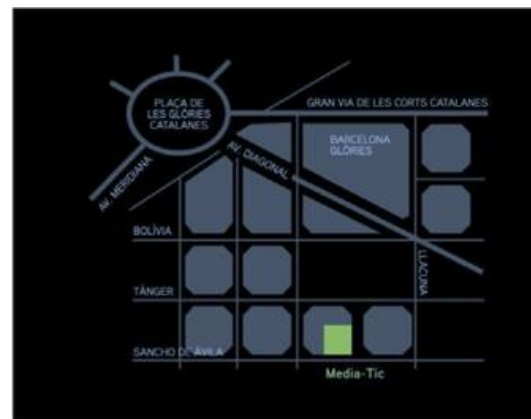 PLAÇA DE
LES GLÒRIES
CATALANES
GRAN VIA DE LES CORTS CATALANES
BARCELONA
GLÒRIES
AV. DIAGONAL
AV. MERIDIANA
BOLÍVIA
LLACUNA
TÀNGER
SANCHO DE ÀVILA
Media-Tic